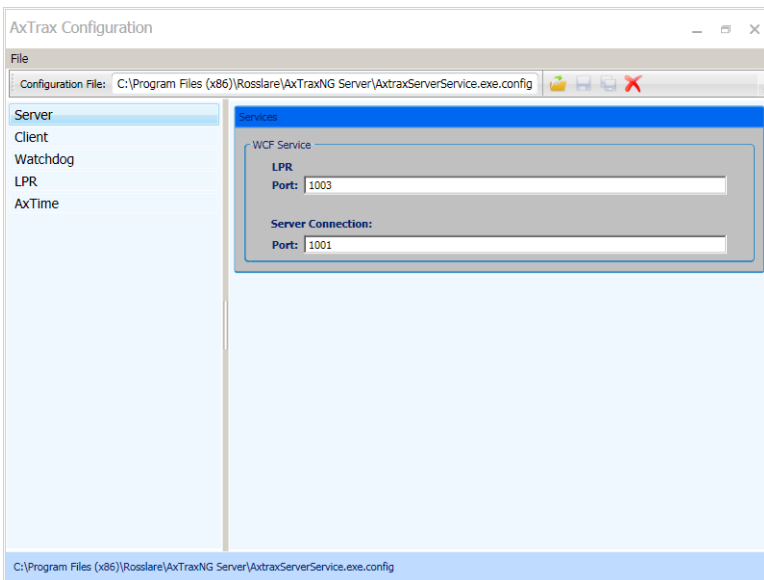 AxTrax Configuration
File
Configuration File: C:\Program Files (x86)\Rosslare\AxTraxNG Server\AxtraxServerService.exe.config
Server
Client
Watchdog
LPR
AxTime
Services
WCF Service
LPR
Port: 1003
Server Connection:
Port: 1001
C:\Program Files (x86)\Rosslare\AxTraxNG Server\AxtraxServerService.exe.config